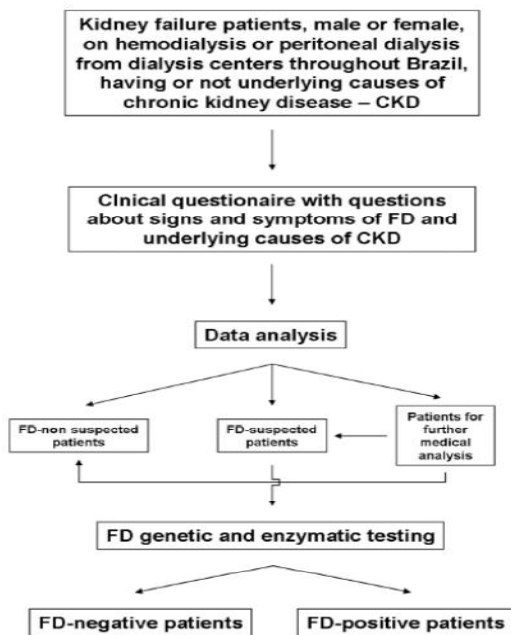 Kidney failure patients, male or female,
on hemodialysis or peritoneal dialysis
from dialysis centers throughout Brazil,
having or not underlying causes of
chronic kidney disease – CKD
Clnical questionaire with questions
about signs and symptoms of FD and
underlying causes of CKD
Data analysis
FD-non suspected
patients
FD-suspected
patients
Patients for
further
medical
analysis
FD genetic and enzymatic testing
FD-negative patients
FD-positive patients